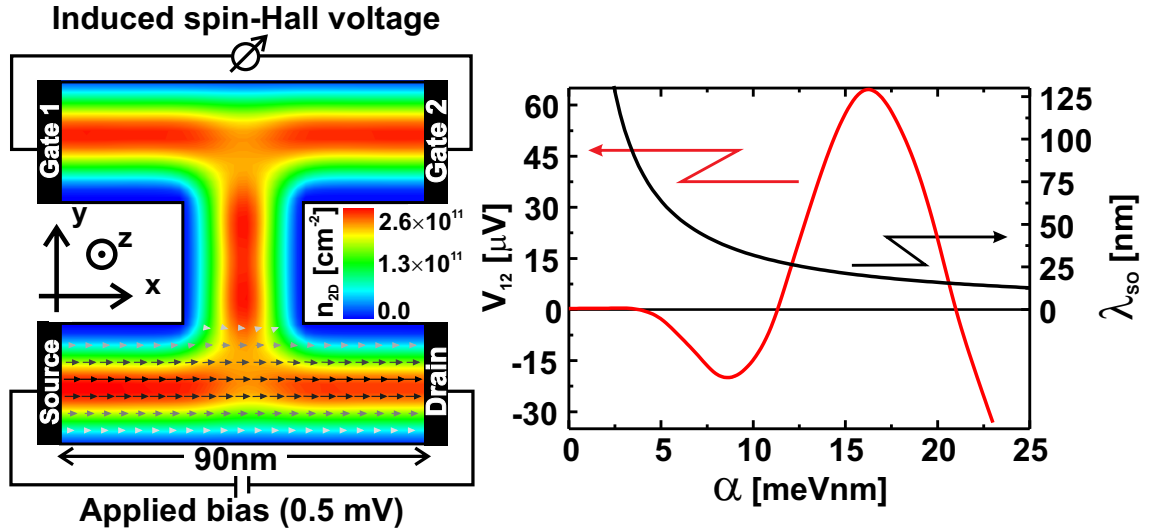 Induced spin-Hall voltage
Gate 1
Gate 2
y
z
x
n2D [cm-2]
2.6×10^11
1.3×10^11
0.0
Source
Drain
90nm
Applied bias (0.5 mV)
V12 [μV]
60
45
30
15
0
-15
-30
0 5 10 15 20 25
α [meVnm]
125
100
75
50
25
0
λso [nm]